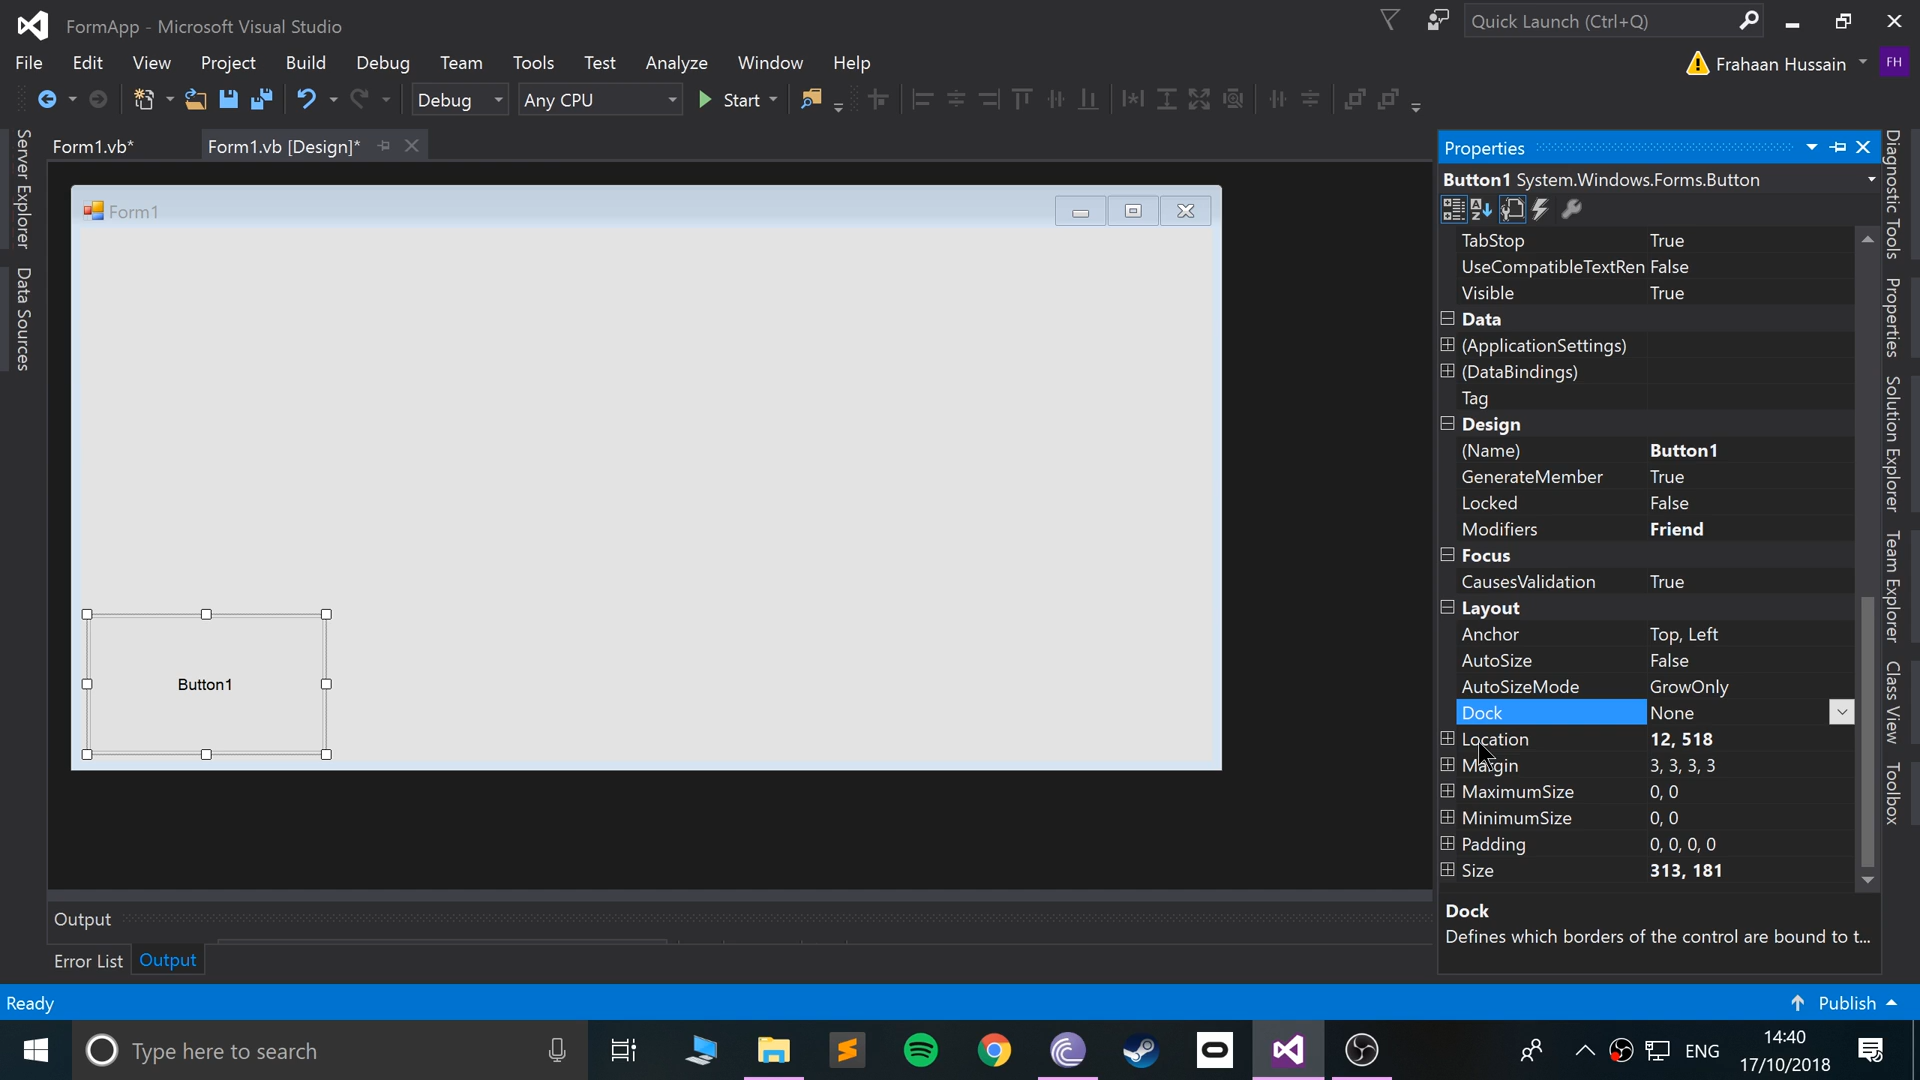 FormApp - Microsoft Visual Studio
Quick Launch (Ctrl+Q)
File Edit View Project Build Debug Team Tools Test Analyze Window Help
Frahaan Hussain FH
Debug Any CPU Start
Form1.vb* Form1.vb [Design]*
Server Explorer
Data Sources
Form1
Button1
Properties
Button1 System.Windows.Forms.Button
TabStop True
UseCompatibleTextRen False
Visible True
Data
(ApplicationSettings)
(DataBindings)
Tag
Design
(Name) Button1
GenerateMember True
Locked False
Modifiers Friend
Focus
CausesValidation True
Layout
Anchor Top, Left
AutoSize False
AutoSizeMode GrowOnly
Dock None
Location 12, 518
Margin 3, 3, 3, 3
MaximumSize 0, 0
MinimumSize 0, 0
Padding 0, 0, 0, 0
Size 313, 181
Dock
Defines which borders of the control are bound to t...
Diagnostic Tools
Properties
Solution Explorer
Team Explorer
Class View
Toolbox
Output
Error List Output
Ready
Publish
Type here to search
ENG
14:40
17/10/2018